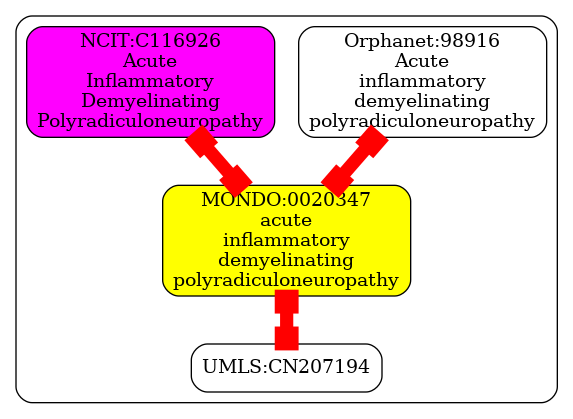 NCIT:C116926
Acute
Inflammatory
Demyelinating
Polyradiculoneuropathy
Orphanet:98916
Acute
inflammatory
demyelinating
polyradiculoneuropathy
MONDO:0020347
acute
inflammatory
demyelinating
polyradiculoneuropathy
UMLS:CN207194